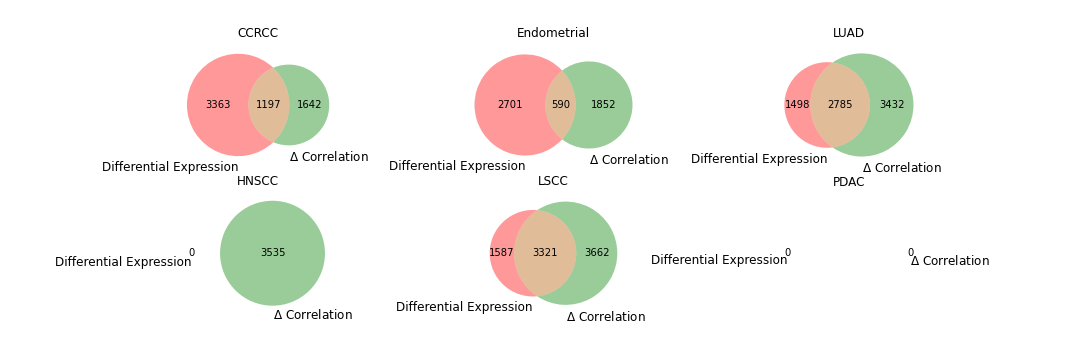 CCRCC
3363
1197
1642
Differential Expression
Δ Correlation
Endometrial
2701
590
1852
Differential Expression
Δ Correlation
LUAD
1498
2785
3432
Differential Expression
Δ Correlation
HNSCC
0
3535
Differential Expression
Δ Correlation
LSCC
1587
3321
3662
Differential Expression
Δ Correlation
PDAC
0
0
Differential Expression
Δ Correlation